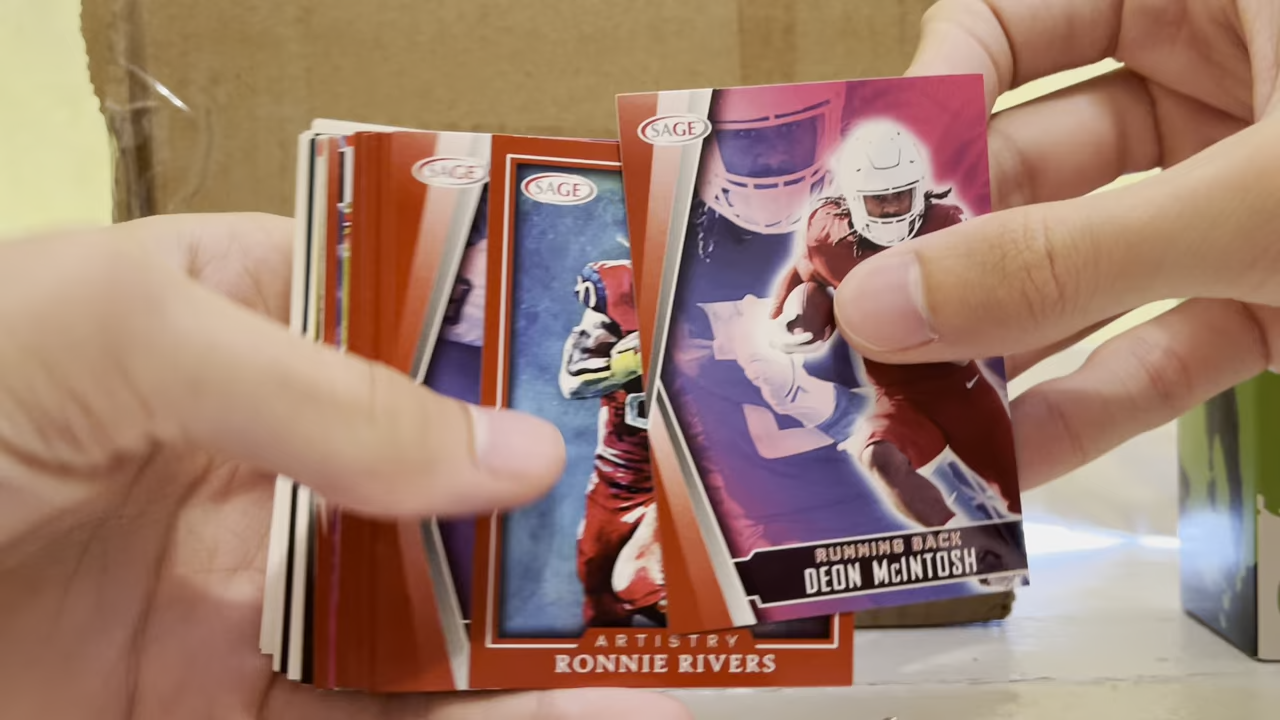 SAGE
SAGE
SAGE
RUNNING BACK
DEON McINTOSH
ARTISTRY
RONNIE RIVERS